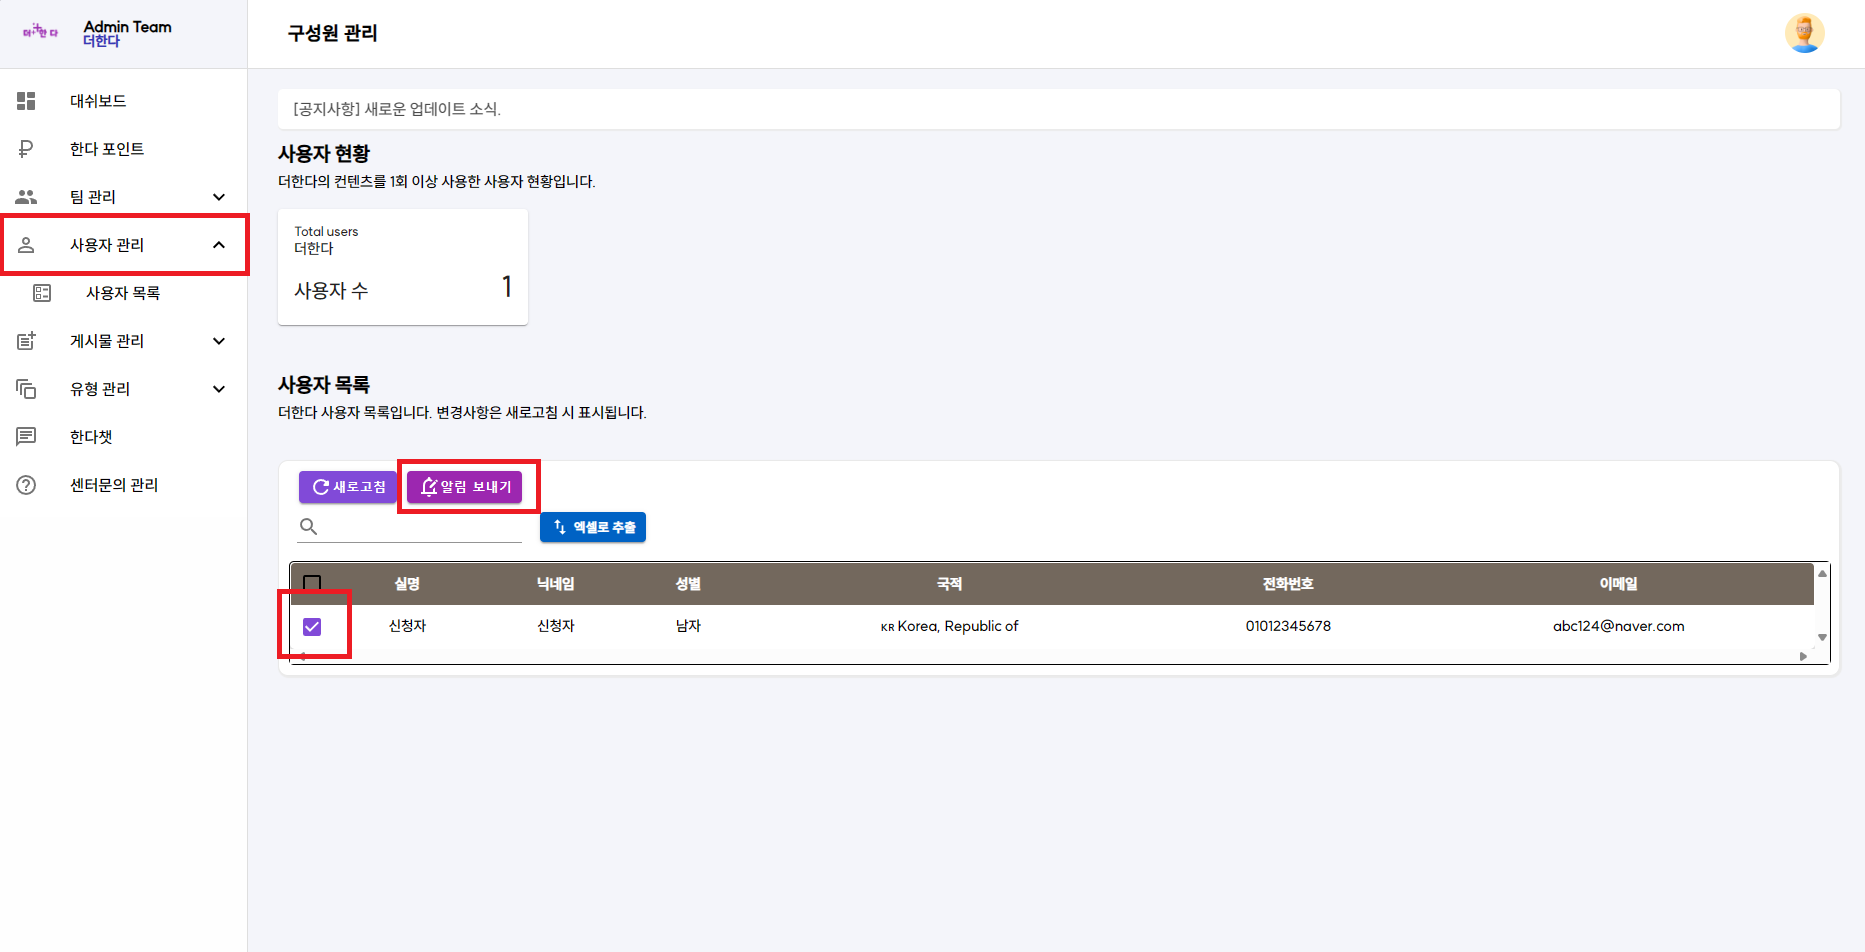 더한다
Admin Team
더한다
구성원 관리
대쉬보드
한다 포인트
팀 관리
사용자 관리
사용자 목록
게시물 관리
유형 관리
한다챗
센터문의 관리
[공지사항] 새로운 업데이트 소식.
사용자 현황
더한다의 컨텐츠를 1회 이상 사용한 사용자 현황입니다.
Total users
더한다
사용자 수 1
사용자 목록
더한다 사용자 목록입니다. 변경사항은 새로고침 시 표시됩니다.
새로고침 알림 보내기
엑셀로 추출
실명 닉네임 성별 국적 전화번호 이메일
신청자 신청자 남자 KR Korea, Republic of 01012345678 abc124@naver.com